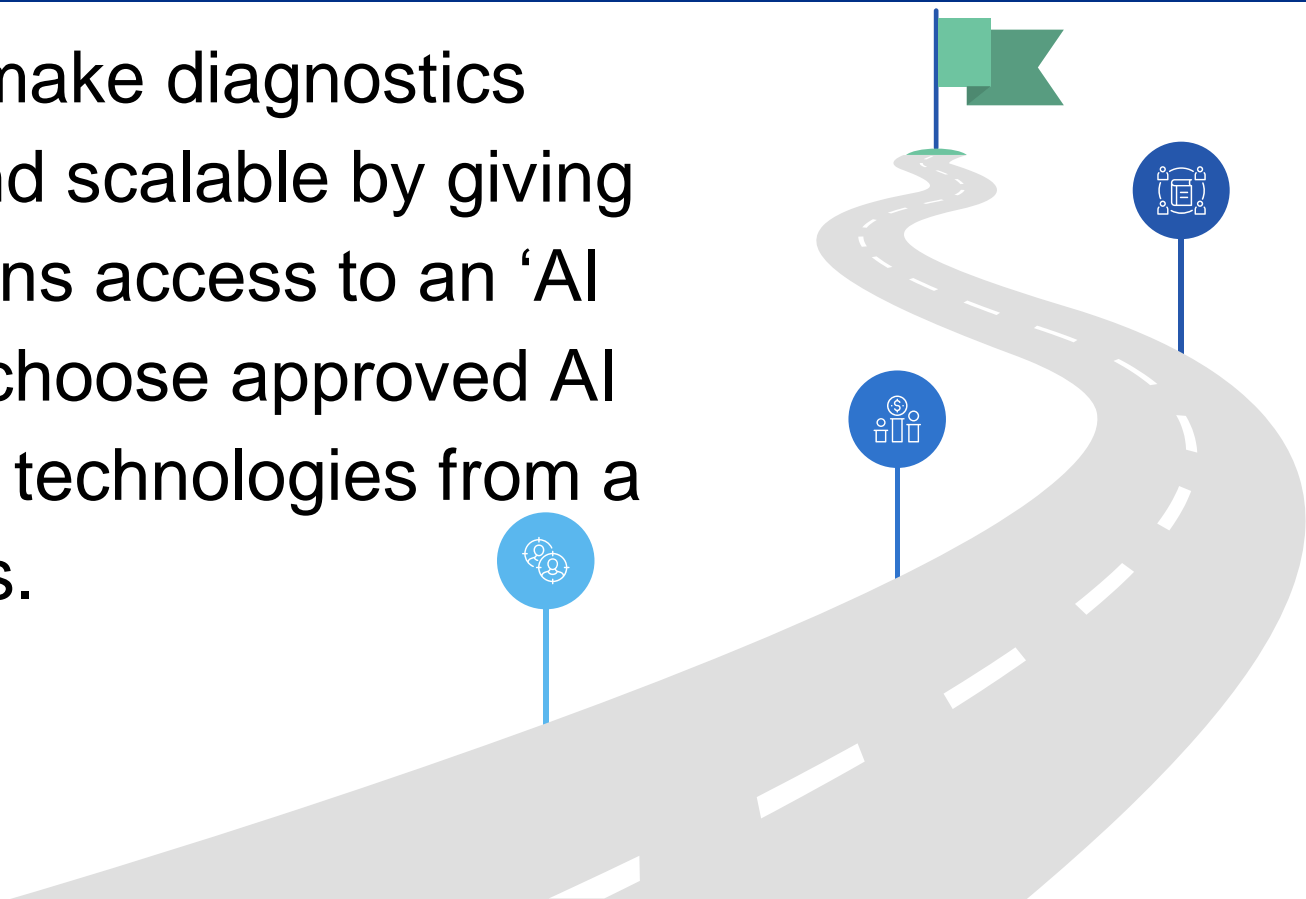 make diagnostics
nd scalable by giving
ns access to an ‘AI
choose approved AI
technologies from a
s.
$